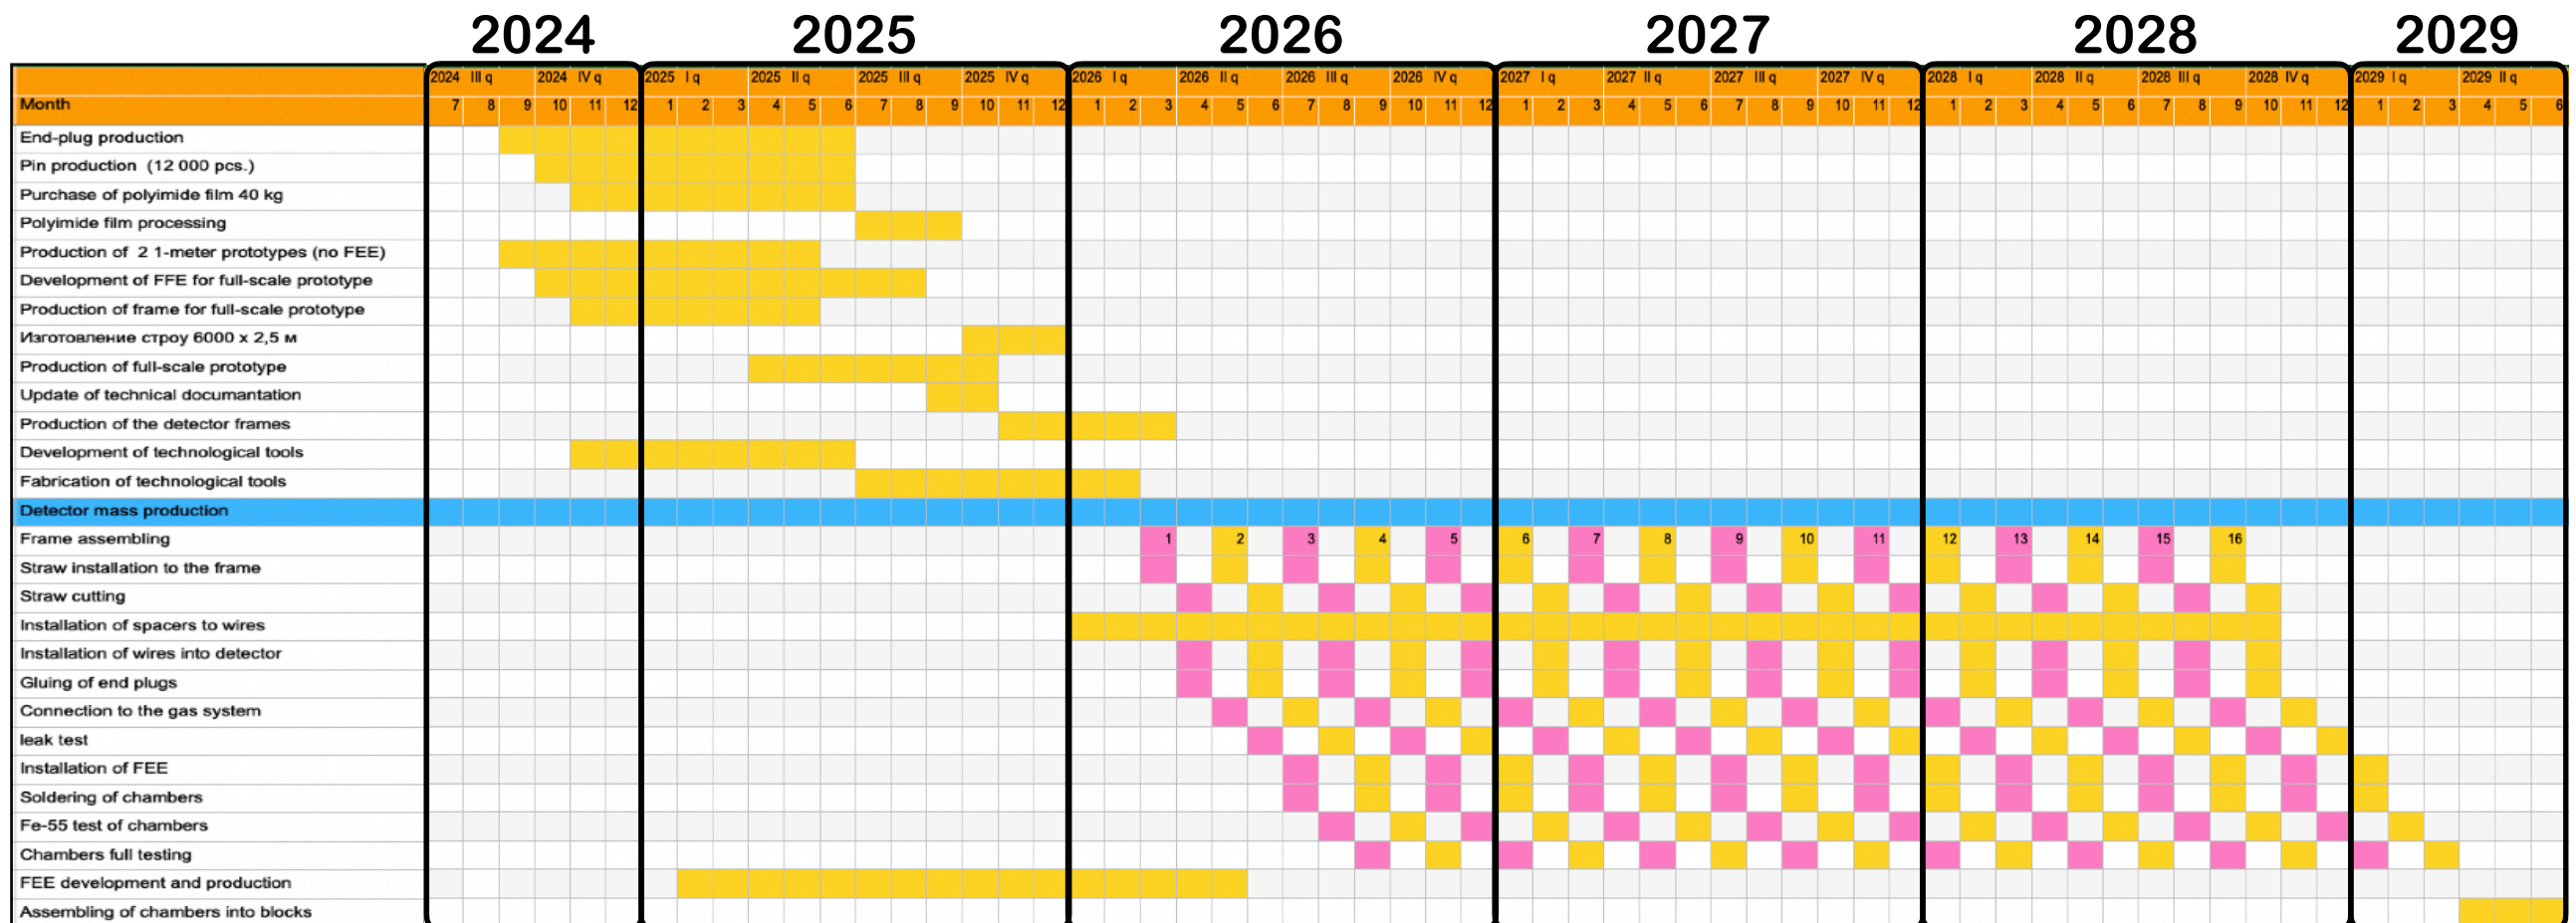 2024 2025 2026 2027 2028 2029
2024 III q 2024 IV q 2025 I q 2025 II q 2025 III q 2025 IV q 2026 I q 2026 II q 2026 III q 2026 IV q 2027 I q 2027 II q 2027 III q 2027 IV q 2028 I q 2028 II q 2028 III q 2028 IV q 2029 I q 2029 II q
Month 7 8 9 10 11 12 1 2 3 4 5 6 7 8 9 10 11 12 1 2 3 4 5 6 7 8 9 10 11 12 1 2 3 4 5 6 7 8 9 10 11 12 1 2 3 4 5 6 7 8 9 10 11 12 1 2 3 4 5 6
End-plug production
Pin production (12 000 pcs.)
Purchase of polyimide film 40 kg
Polyimide film processing
Production of 2 1-meter prototypes (no FEE)
Development of FFE for full-scale prototype
Production of frame for full-scale prototype
Изготовление строу 6000 x 2,5 м
Production of full-scale prototype
Update of technical documantation
Production of the detector frames
Development of technological tools
Fabrication of technological tools
Detector mass production
Frame assembling 1 2 3 4 5 6 7 8 9 10 11 12 13 14 15 16
Straw installation to the frame
Straw cutting
Installation of spacers to wires
Installation of wires into detector
Gluing of end plugs
Connection to the gas system
leak test
Installation of FEE
Soldering of chambers
Fe-55 test of chambers
Chambers full testing
FEE development and production
Assembling of chambers into blocks